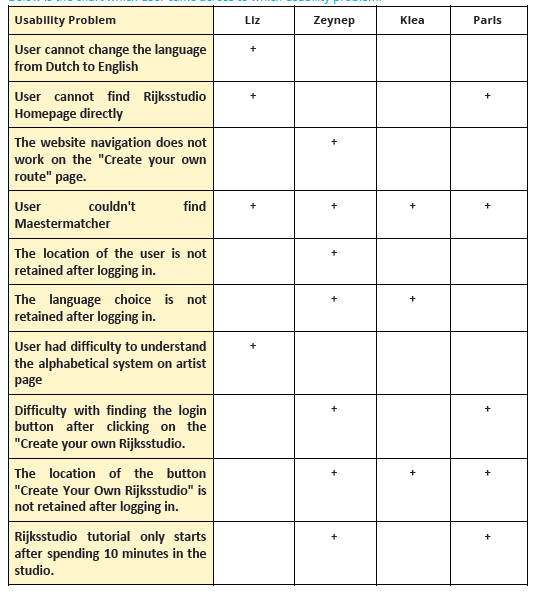 Usability Problem Liz Zeynep Klea Paris
User cannot change the language +
from Dutch to English
User cannot find Rijksstudio + +
Homepage directly
The website navigation does not +
work on the "Create your own
route" page.
User couldn't find + + + +
Maestermatcher
The location of the user is not +
retained after logging in.
The language choice is not + +
retained after logging in.
User had difficulty to understand +
the alphabetical system on artist
page
Difficulty with finding the login + +
button after clicking on the
"Create your own Rijksstudio.
The location of the button + + +
"Create Your Own Rijksstudio" is
not retained after logging in.
Rijksstudio tutorial only starts + +
after spending 10 minutes in the
studio.